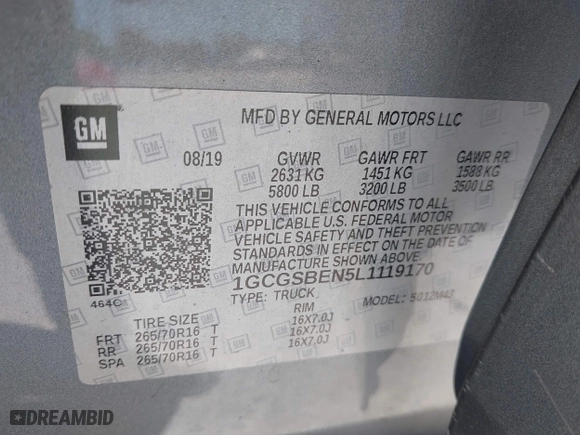 GM
MFD BY GENERAL MOTORS LLC
08/19 GVWR GAWR FRT GAWR RR
2631 KG 1451 KG 1588 KG
5800 LB 3200 LB 3500 LB
THIS VEHICLE CONFORMS TO ALL
APPLICABLE U.S. FEDERAL MOTOR
VEHICLE SAFETY AND THEFT PREVENTION
STANDARDS IN EFFECT ON THE DATE OF
MANUFACTURE SHOWN ABOVE.
1GCGSBEN5L1119170
464C TYPE: TRUCK MODEL: 5012M43
TIRE SIZE RIM
FRT 265/70R16 T 16X7.0J
RR 265/70R16 T 16X7.0J
SPA 265/70R16 T 16X7.0J
DREAMBID